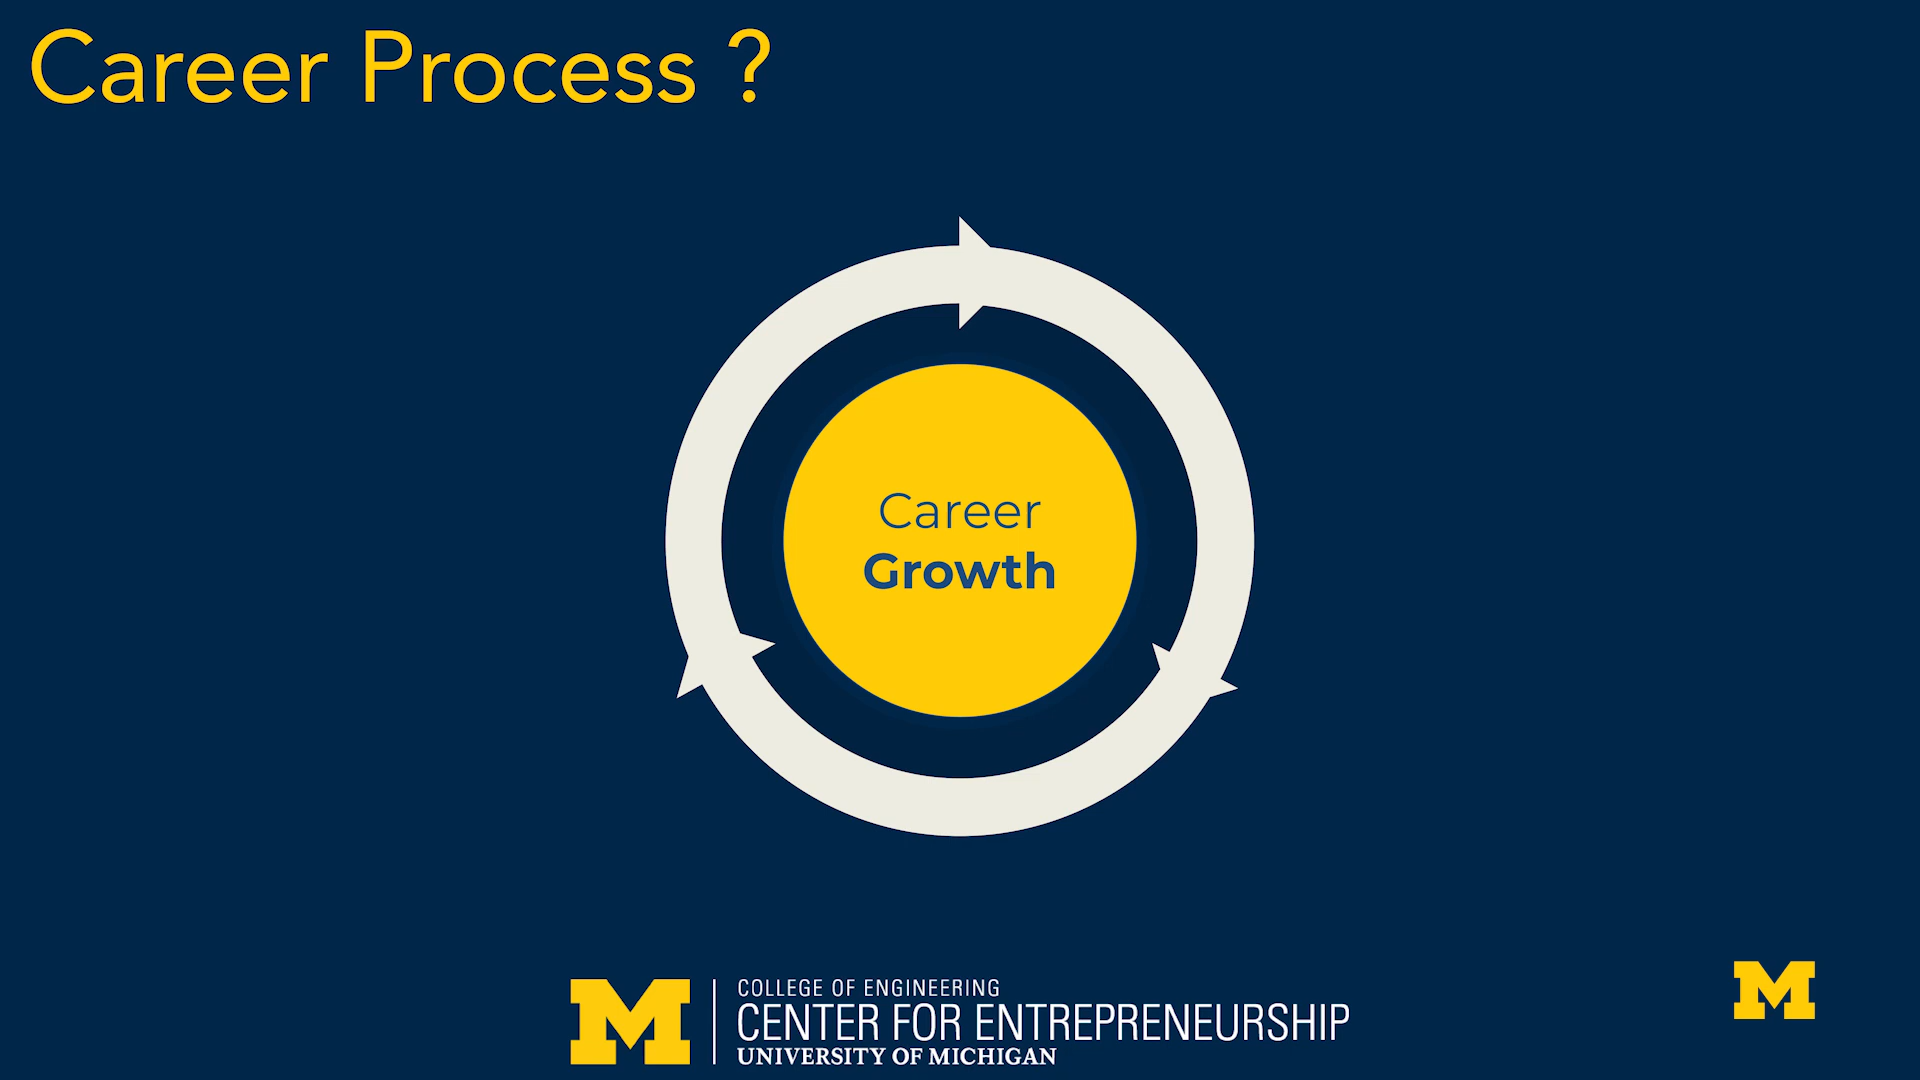 Career Process ?
Career
Growth
M
COLLEGE OF ENGINEERING
CENTER FOR ENTREPRENEURSHIP
UNIVERSITY OF MICHIGAN
M